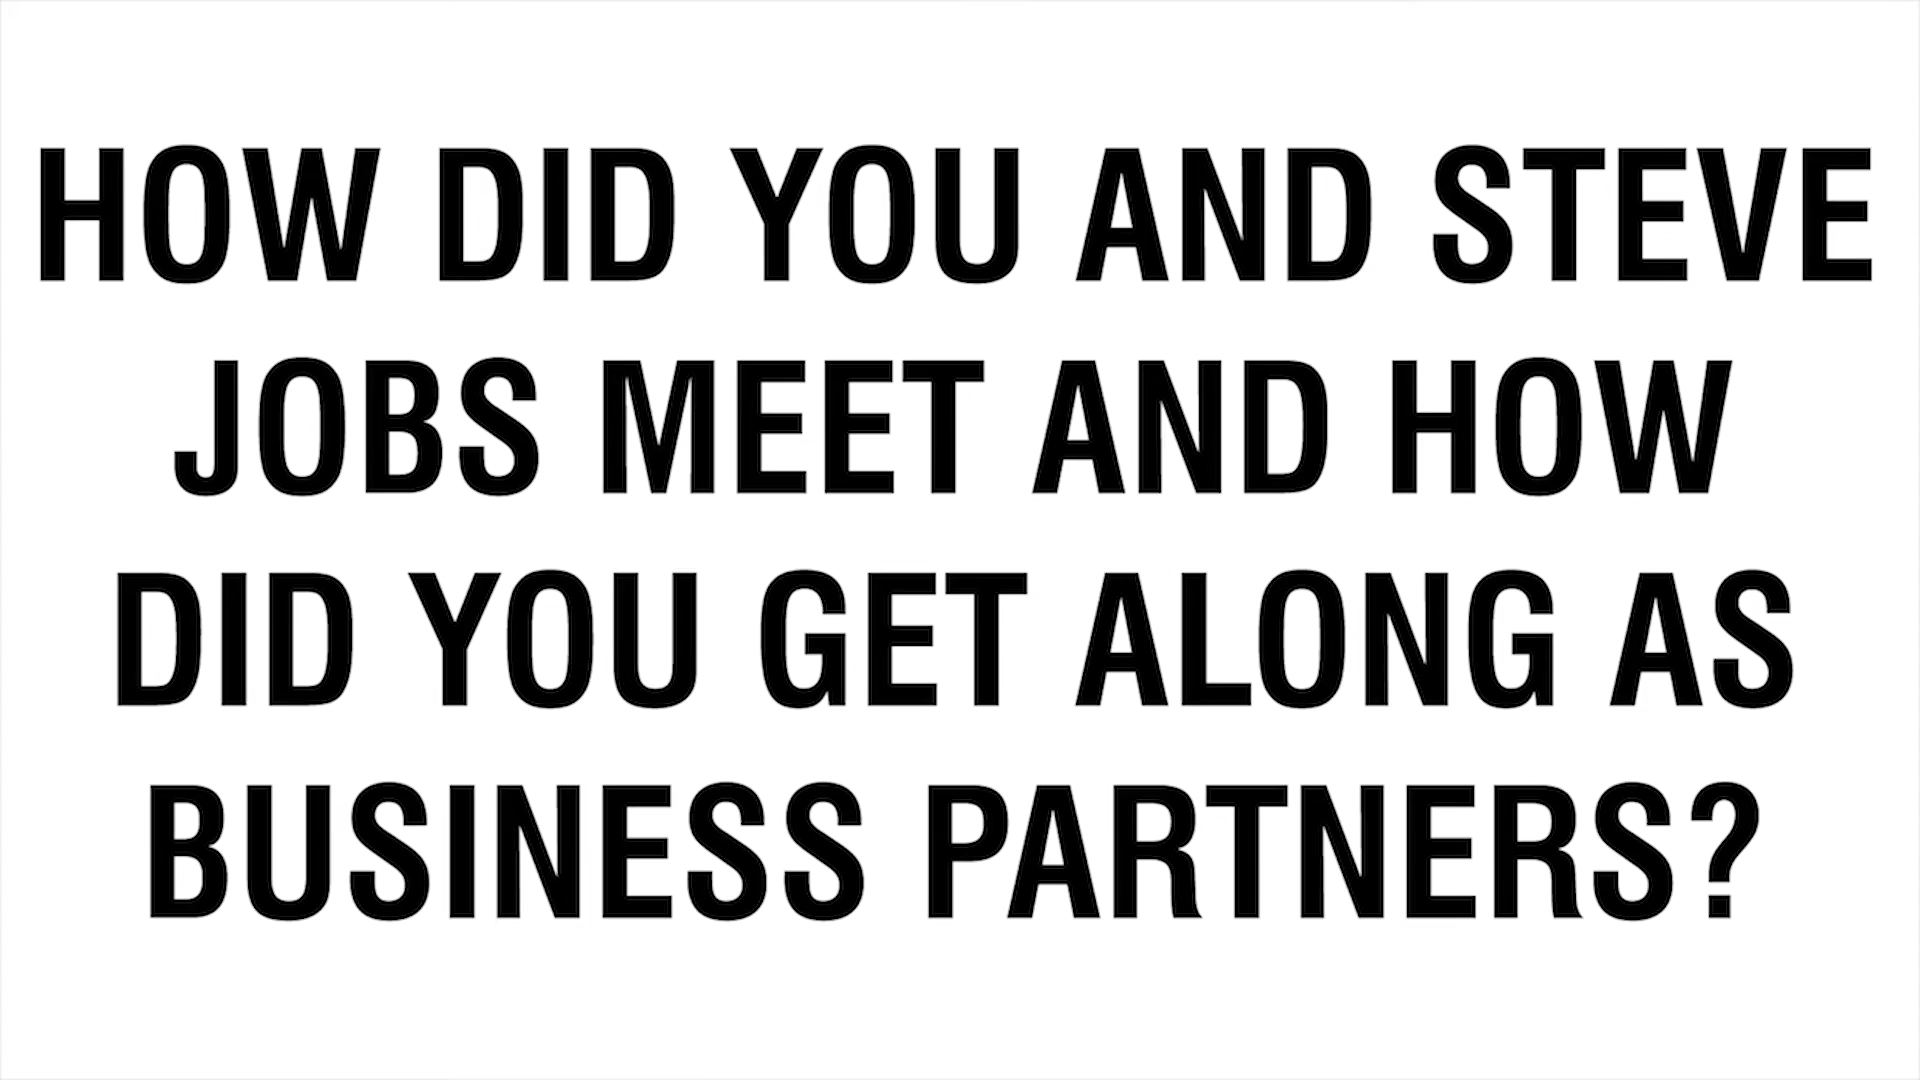 HOW DID YOU AND STEVE
JOBS MEET AND HOW
DID YOU GET ALONG AS
BUSINESS PARTNERS?